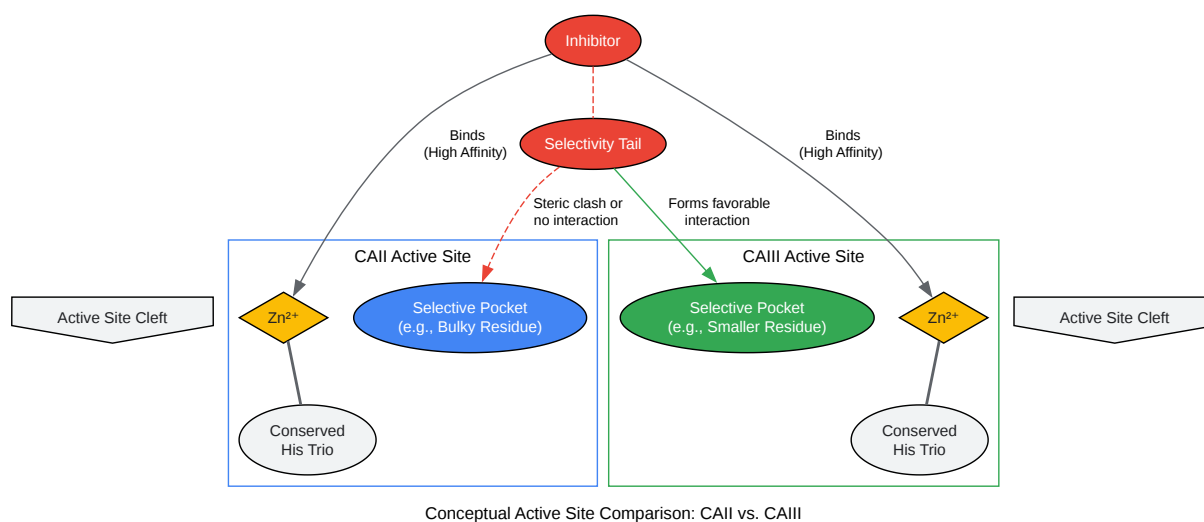 Inhibitor
Selectivity Tail
Binds
(High Affinity)
Binds
(High Affinity)
Steric clash or
no interaction
Forms favorable
interaction
CAII Active Site
CAIII Active Site
Active Site Cleft
Zn²⁺
Selective Pocket
(e.g., Bulky Residue)
Selective Pocket
(e.g., Smaller Residue)
Zn²⁺
Active Site Cleft
Conserved
His Trio
Conserved
His Trio
Conceptual Active Site Comparison: CAII vs. CAIII